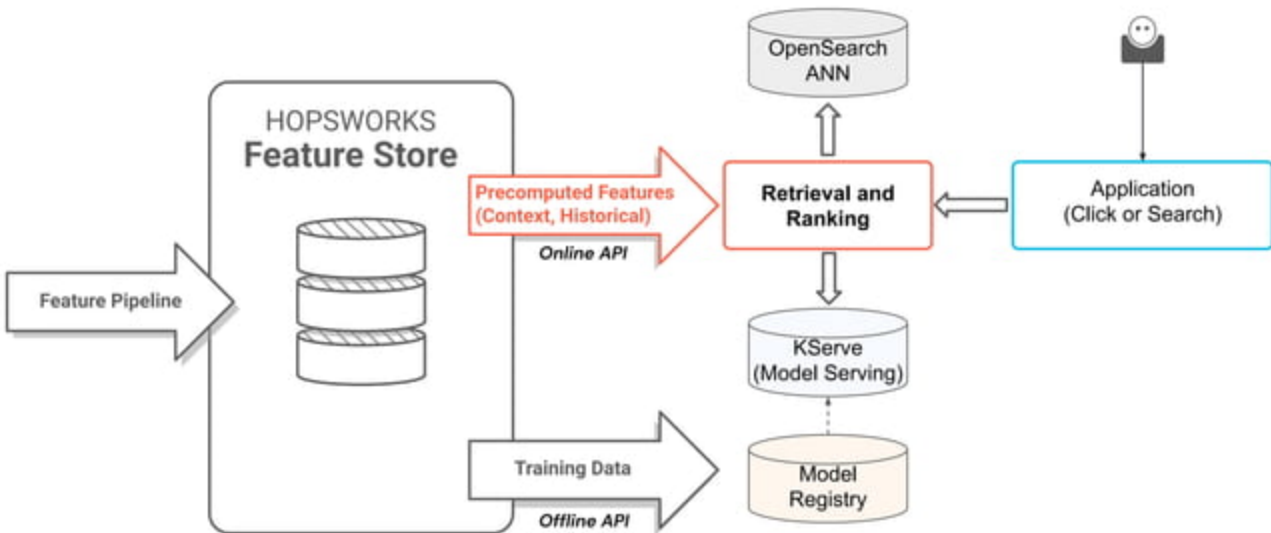 OpenSearch
ANN
HOPSWORKS
Feature Store
Precomputed Features
(Context, Historical)
Online API
Retrieval and
Ranking
Application
(Click or Search)
Feature Pipeline
KServe
(Model Serving)
Training Data
Offline API
Model
Registry